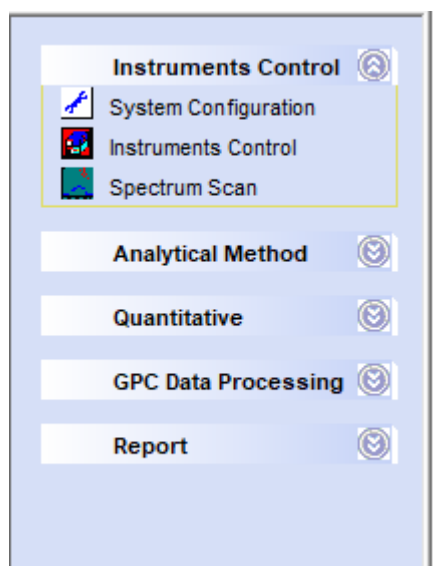 Instruments Control
System Configuration
Instruments Control
Spectrum Scan
Analytical Method
Quantitative
GPC Data Processing
Report